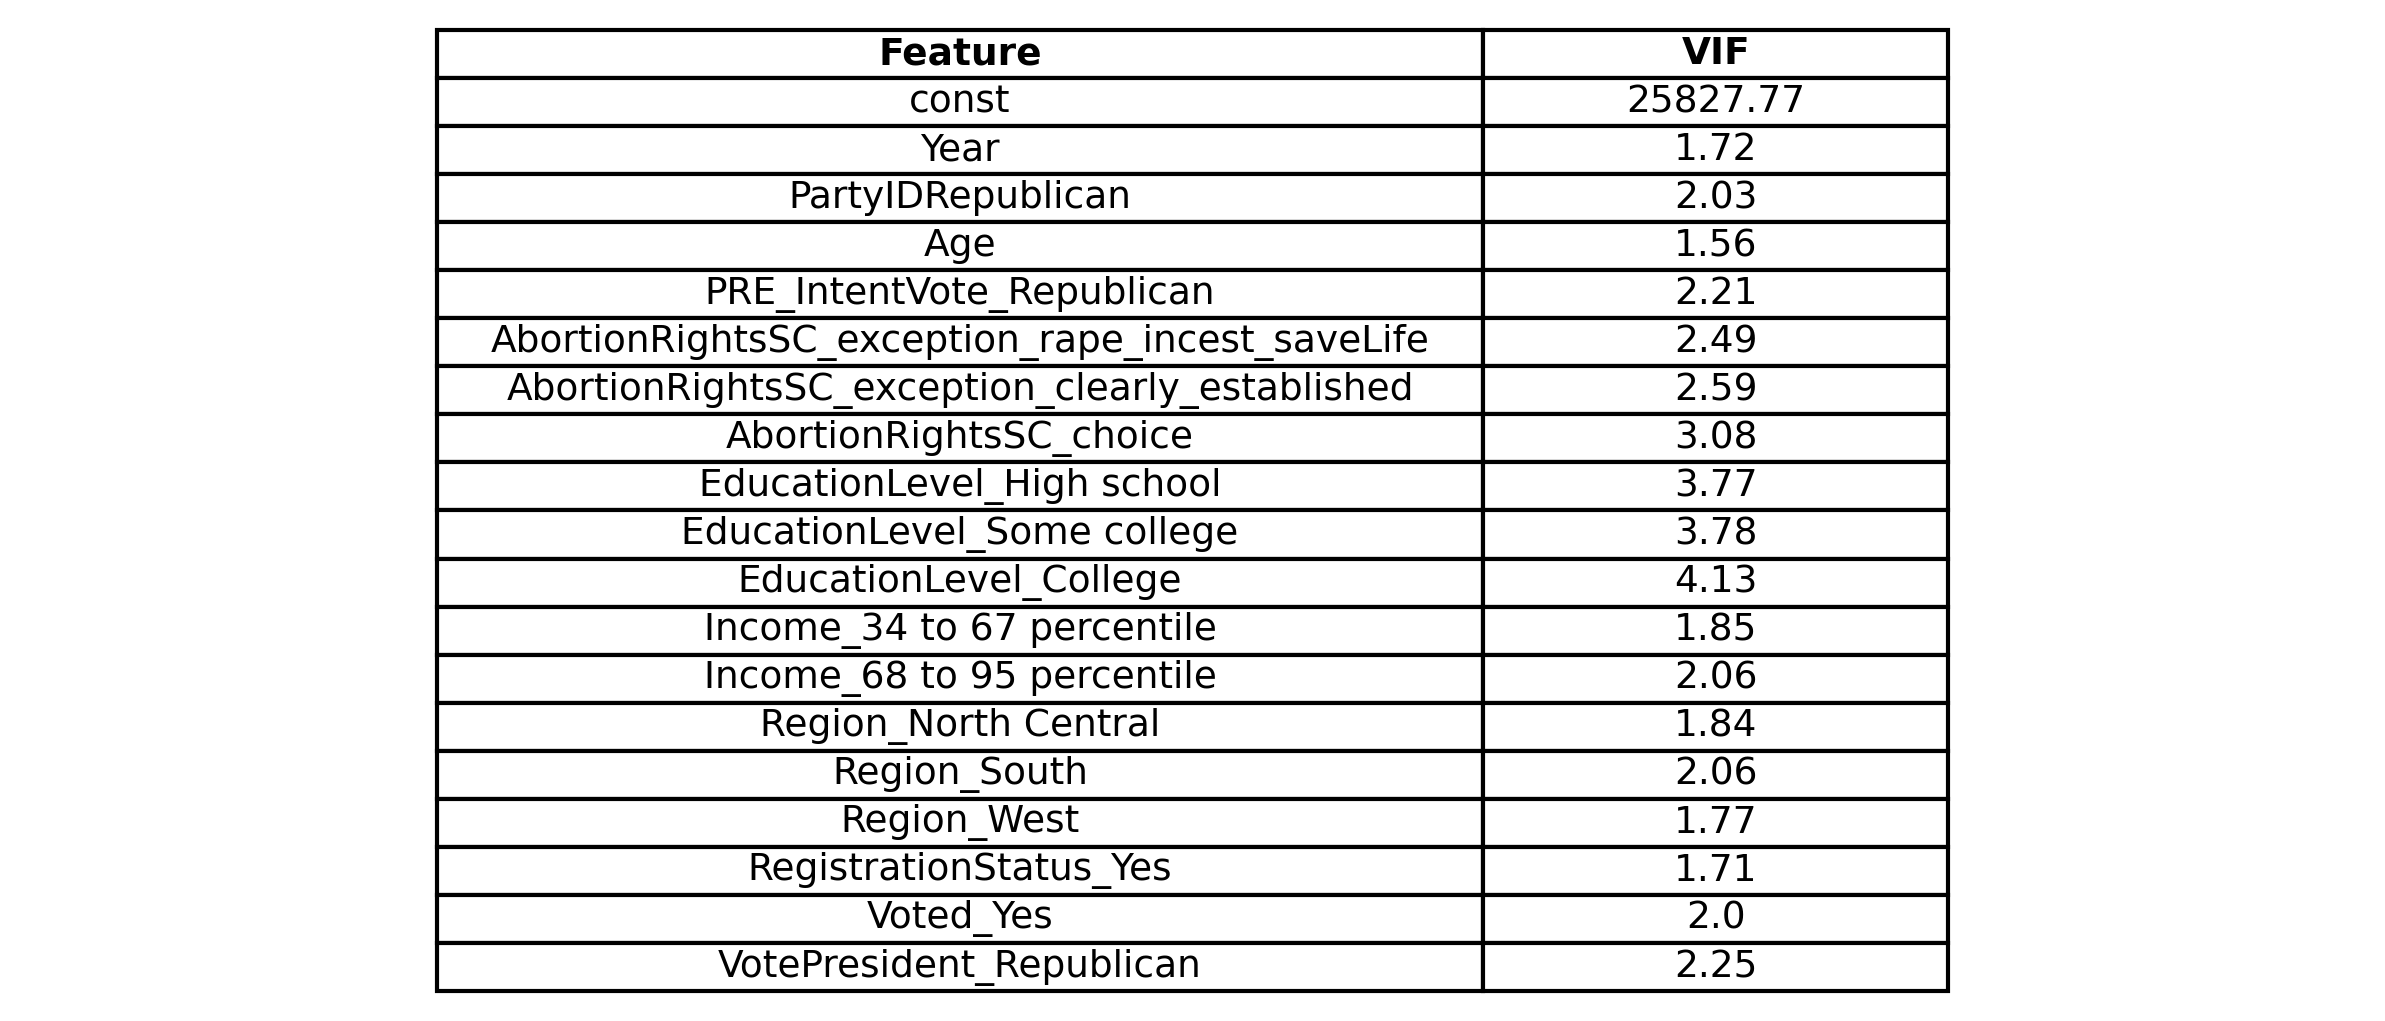 Feature VIF
const 25827.77
Year 1.72
PartyIDRepublican 2.03
Age 1.56
PRE_IntentVote_Republican 2.21
AbortionRightsSC_exception_rape_incest_saveLife 2.49
AbortionRightsSC_exception_clearly_established 2.59
AbortionRightsSC_choice 3.08
EducationLevel_High school 3.77
EducationLevel_Some college 3.78
EducationLevel_College 4.13
Income_34 to 67 percentile 1.85
Income_68 to 95 percentile 2.06
Region_North Central 1.84
Region_South 2.06
Region_West 1.77
RegistrationStatus_Yes 1.71
Voted_Yes 2.0
VotePresident_Republican 2.25